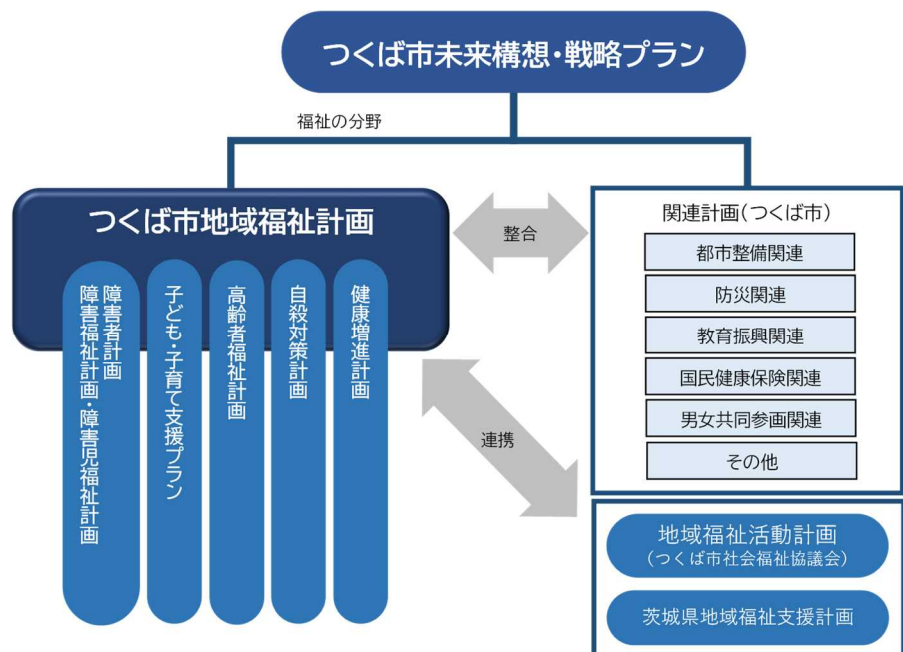 つくば市未来構想・戦略プラン
福祉の分野
つくば市地域福祉計画
障害者計画
障害福祉計画・障害児福祉計画
子ども・子育て支援プラン
高齢者福祉計画
自殺対策計画
健康増進計画
整合
連携
関連計画(つくば市)
都市整備関連
防災関連
教育振興関連
国民健康保険関連
男女共同参画関連
その他
地域福祉活動計画
(つくば市社会福祉協議会)
茨城県地域福祉支援計画